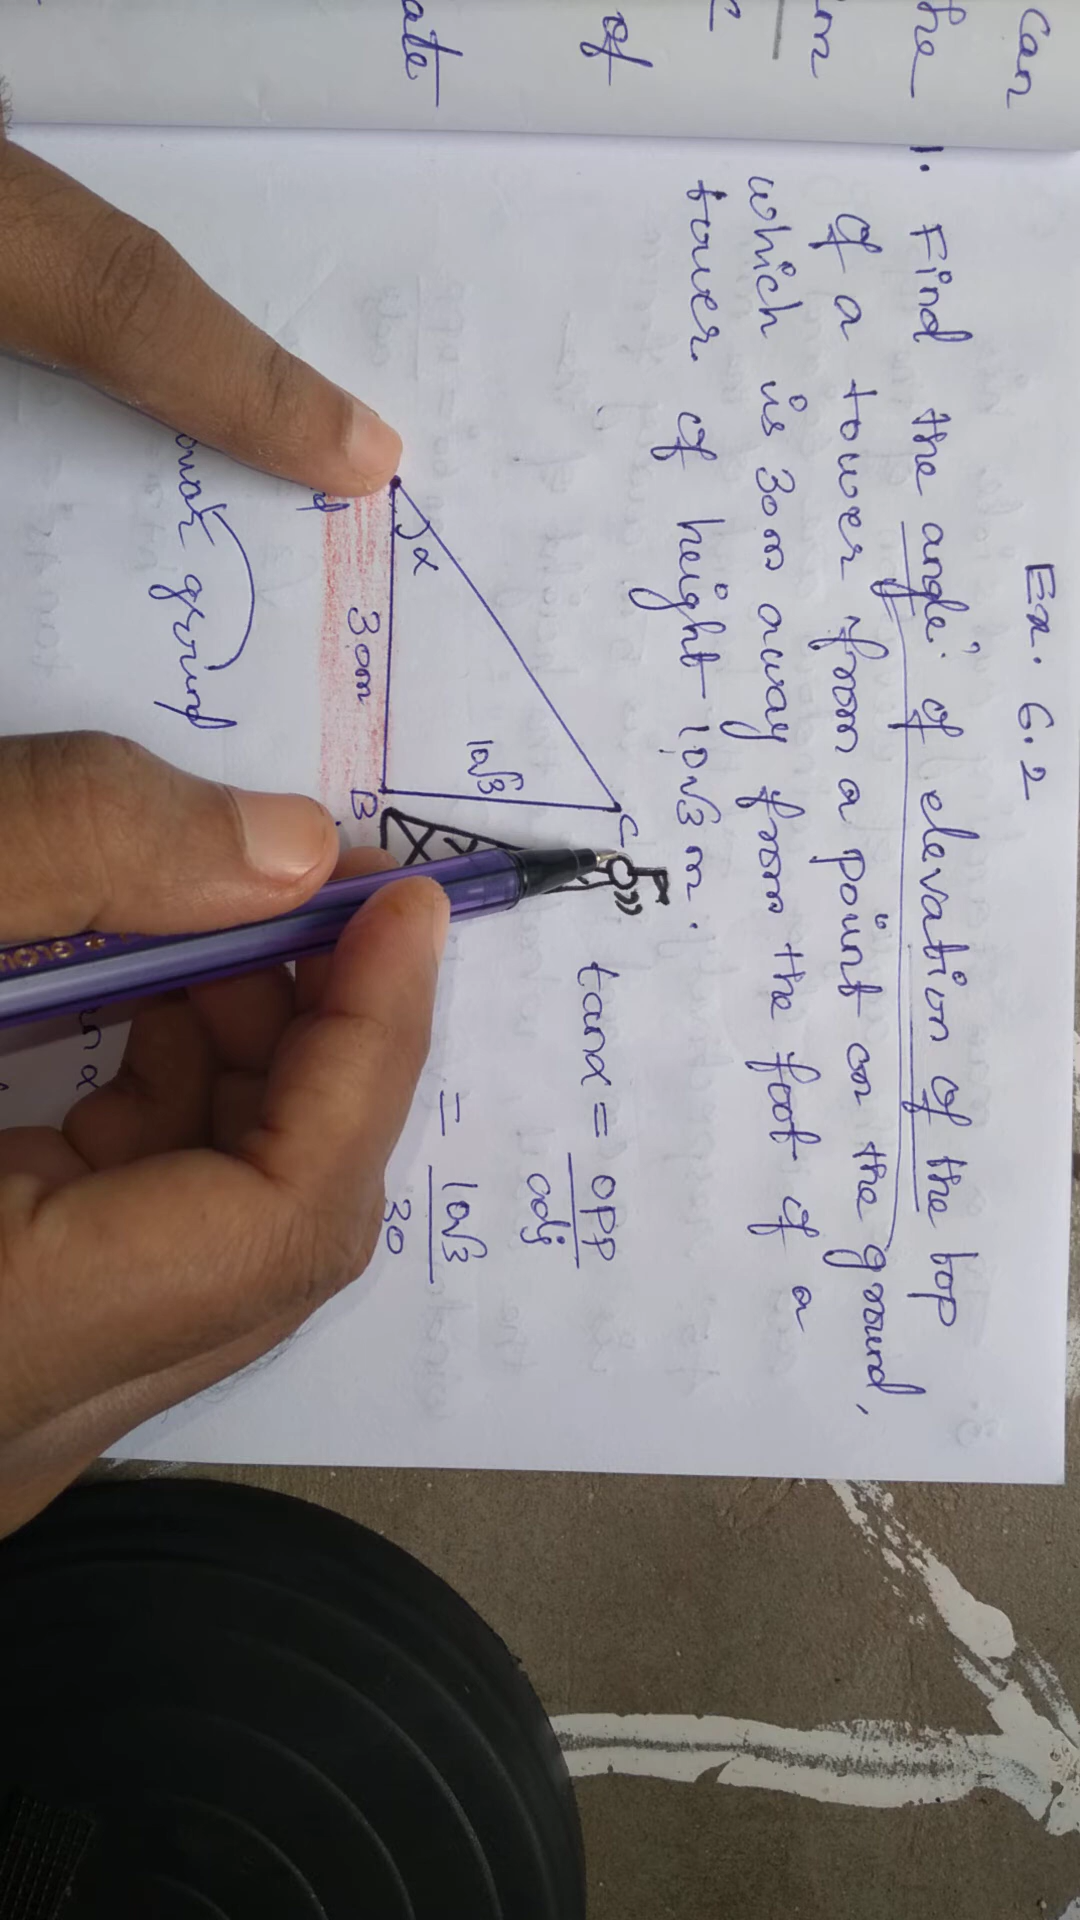 Can
the
m
of
ate
Ex. 6.2
1. Find the angle of elevation of the top
of a tower from a point on the ground,
which is 30m away from the foot of a
tower of height 10√3 m.
C
α
10√3
30m
B
ground
tanα = opp
adj
= 10√3
30